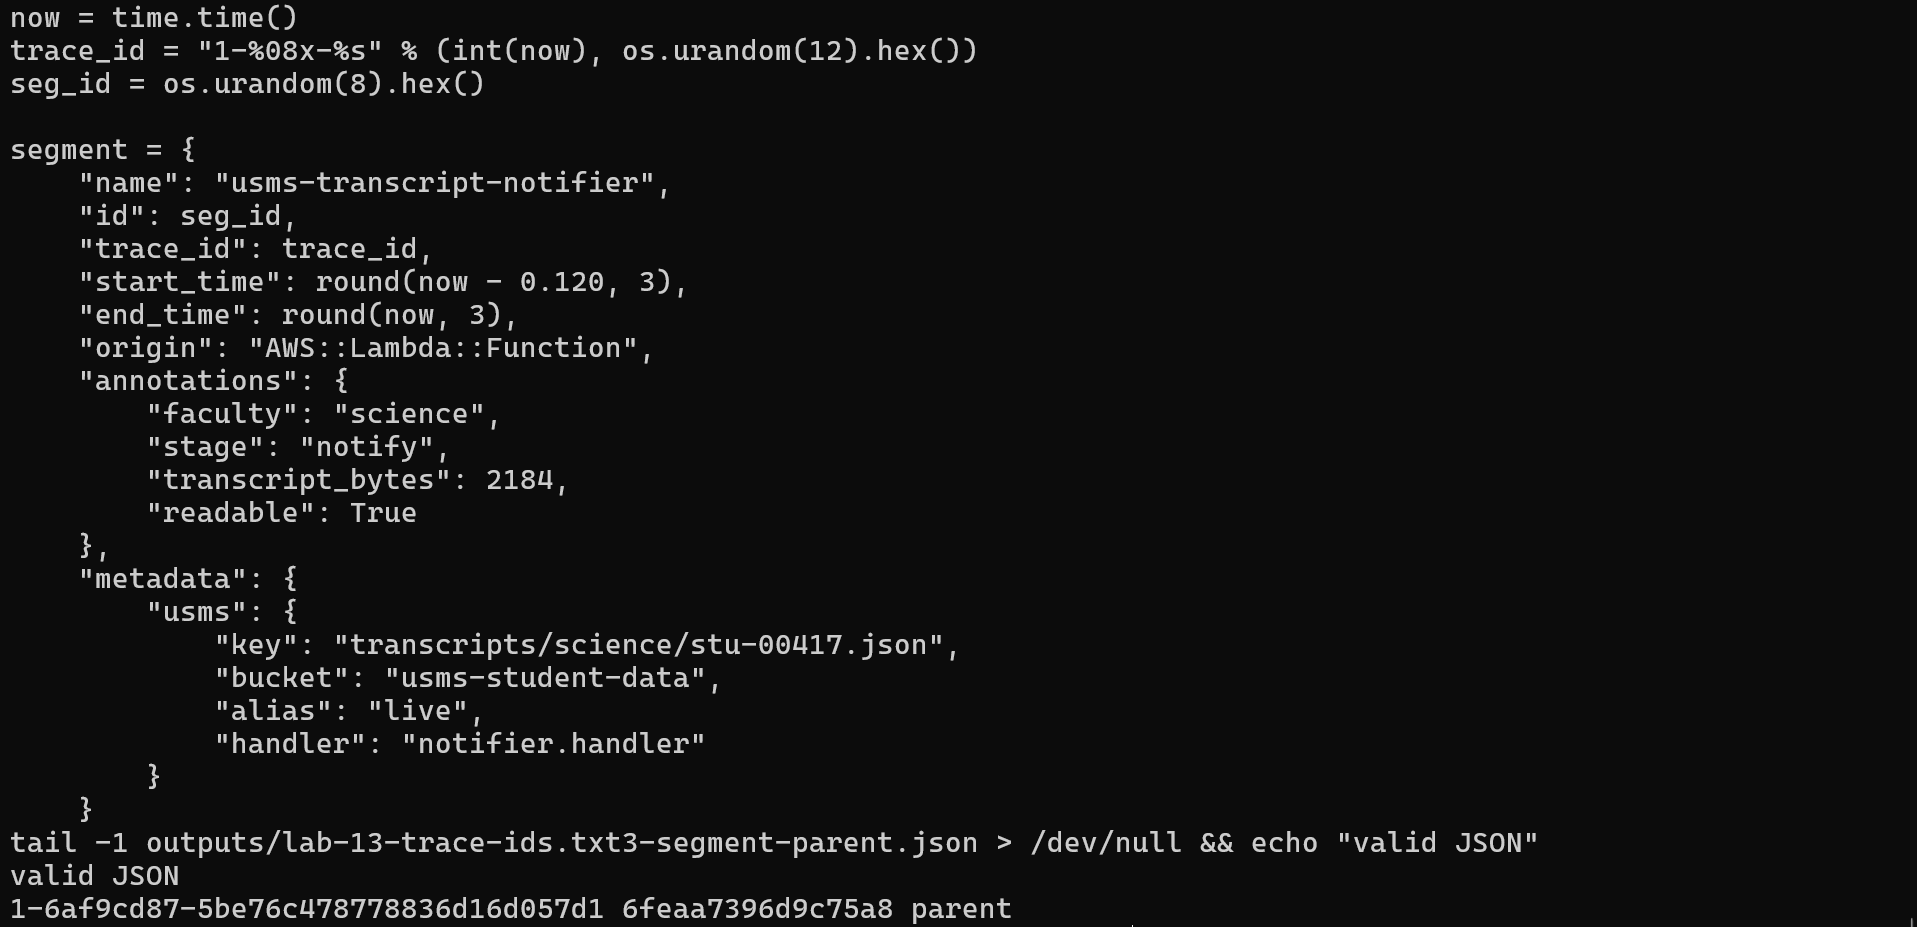 now = time.time()
trace_id = "1-%08x-%s" % (int(now), os.urandom(12).hex())
seg_id = os.urandom(8).hex()

segment = {
    "name": "usms-transcript-notifier",
    "id": seg_id,
    "trace_id": trace_id,
    "start_time": round(now - 0.120, 3),
    "end_time": round(now, 3),
    "origin": "AWS::Lambda::Function",
    "annotations": {
        "faculty": "science",
        "stage": "notify",
        "transcript_bytes": 2184,
        "readable": True
    },
    "metadata": {
        "usms": {
            "key": "transcripts/science/stu-00417.json",
            "bucket": "usms-student-data",
            "alias": "live",
            "handler": "notifier.handler"
        }
    }
tail -1 outputs/lab-13-trace-ids.txt3-segment-parent.json > /dev/null && echo "valid JSON"
valid JSON
1-6af9cd87-5be76c478778836d16d057d1 6feaa7396d9c75a8 parent